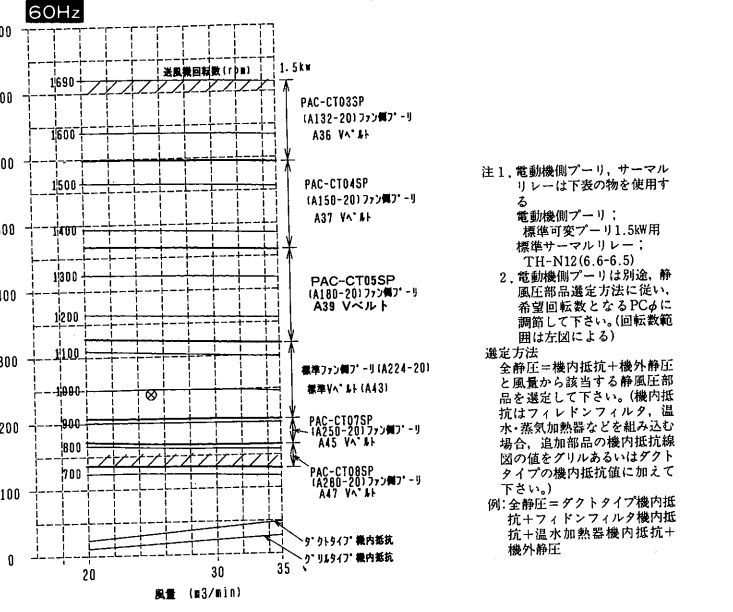 60Hz
00
00
00
00
400
300
200
100
0
送風機回転数(rpm)
1.5kw
1690
1600
1500
1400
1300
1200
1100
1000
900
800
700
PAC-CT03SP
(A132-20)ファン側プーリ
A36 Vベルト
PAC-CT04SP
(A150-20)ファン側プーリ
A37 Vベルト
PAC-CT05SP
(A180-20)ファン側プーリ
A39 Vベルト
標準ファン側プーリ(A224-20)
標準Vベルト(A43)
PAC-CT07SP
(A250-20)ファン側プーリ
A45 Vベルト
PAC-CT08SP
(A280-20)ファン側プーリ
A47 Vベルト
ダクトタイプ機内抵抗
グリルタイプ機内抵抗
20
30
35
風量 (m3/min)
注1.電動機側プーリ,サーマル
リレーは下表の物を使用す
る
電動機側プーリ;
標準可変プーリ1.5kW用
標準サーマルリレー;
TH-N12(6.6-6.5)
2.電動機側プーリは別途,静
風圧部品選定方法に従い,
希望回転数となるPCφに
調節して下さい。(回転数範
囲は左図による)
選定方法
全静圧=機内抵抗+機外静圧
と風量から該当する静風圧部
品を選定して下さい。(機内抵
抗はフィレドンフィルタ,温
水・蒸気加熱器などを組み込む
場合,追加部品の機内抵抗線
図の値をグリルあるいはダクト
タイプの機内抵抗値に加えて
下さい。)
例:全静圧=ダクトタイプ機内抵
抗+フィドンフィルタ機内抵
抗+温水加熱器機内抵抗+
機外静圧